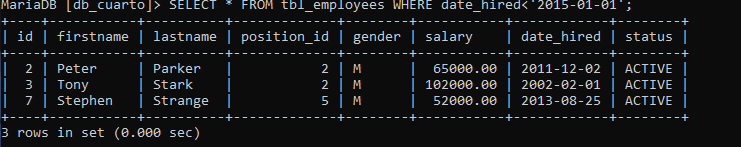 MariaDB [db_cuarto]> SELECT * FROM tbl_employees WHERE date_hired<'2015-01-01';
+----+-----------+----------+-------------+--------+-----------+------------+--------+
| id | firstname | lastname | position_id | gender | salary    | date_hired | status |
+----+-----------+----------+-------------+--------+-----------+------------+--------+
|  2 | Peter     | Parker   |           2 | M      |  65000.00 | 2011-12-02 | ACTIVE |
|  3 | Tony      | Stark    |           2 | M      | 102000.00 | 2002-02-01 | ACTIVE |
|  7 | Stephen   | Strange  |           5 | M      |  52000.00 | 2013-08-25 | ACTIVE |
+----+-----------+----------+-------------+--------+-----------+------------+--------+
3 rows in set (0.000 sec)